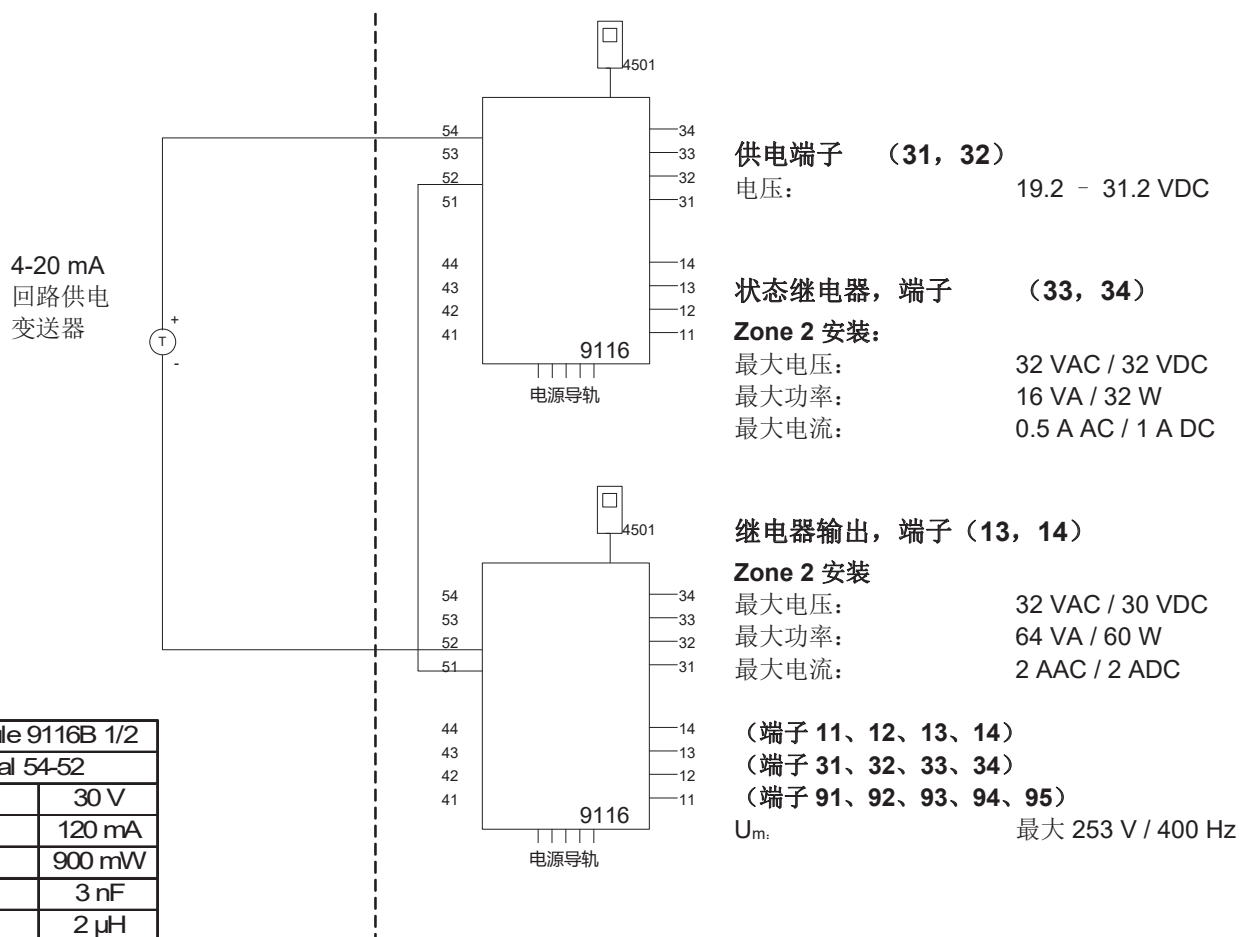 4501
54
53
52
51
44
43
42
41
34
33
32
31
14
13
12
11
9116
电源导轨
4-20 mA
回路供电
变送器
+
T
-
供电端子 （31，32）
电压： 19.2 – 31.2 VDC
状态继电器，端子 （33，34）
Zone 2 安装：
最大电压： 32 VAC / 32 VDC
最大功率： 16 VA / 32 W
最大电流： 0.5 A AC / 1 A DC
4501
54
53
52
51
44
43
42
41
34
33
32
31
14
13
12
11
9116
电源导轨
继电器输出，端子（13，14）
Zone 2 安装
最大电压： 32 VAC / 30 VDC
最大功率： 64 VA / 60 W
最大电流： 2 AAC / 2 ADC
（端子 11、12、13、14）
（端子 31、32、33、34）
（端子 91、92、93、94、95）
Um: 最大 253 V / 400 Hz
le 9116B 1/2
al 54-52
30 V
120 mA
900 mW
3 nF
2 µH